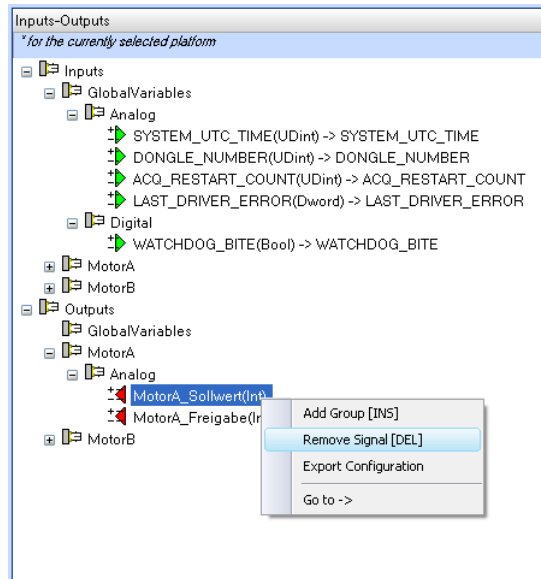 Inputs-Outputs
* for the currently selected platform
Inputs
GlobalVariables
Analog
SYSTEM_UTC_TIME(UDint) -> SYSTEM_UTC_TIME
DONGLE_NUMBER(UDint) -> DONGLE_NUMBER
ACQ_RESTART_COUNT(UDint) -> ACQ_RESTART_COUNT
LAST_DRIVER_ERROR(Dword) -> LAST_DRIVER_ERROR
Digital
WATCHDOG_BITE(Bool) -> WATCHDOG_BITE
MotorA
MotorB
Outputs
GlobalVariables
MotorA
Analog
MotorA_Sollwert(Int)
MotorA_Freigabe(In
MotorB
Add Group [INS]
Remove Signal [DEL]
Export Configuration
Go to ->